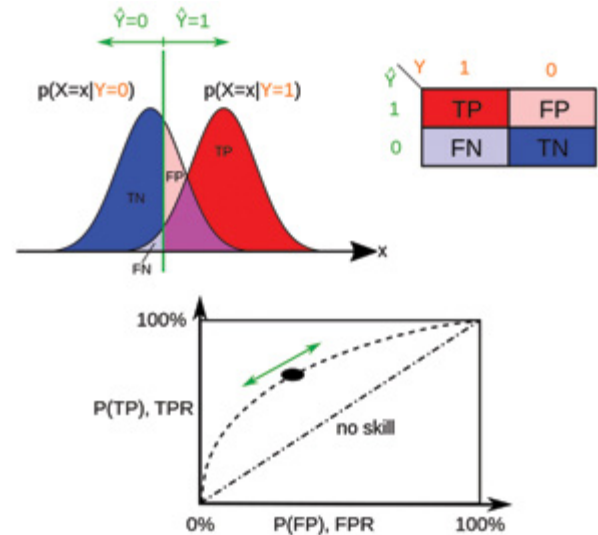 Ŷ=0 Ŷ=1
p(X=x|Y=0) p(X=x|Y=1)
TN
FP
TP
FN
x
Y 1 0
Ŷ
1 TP FP
0 FN TN
100%
P(TP), TPR
no skill
0% P(FP), FPR 100%